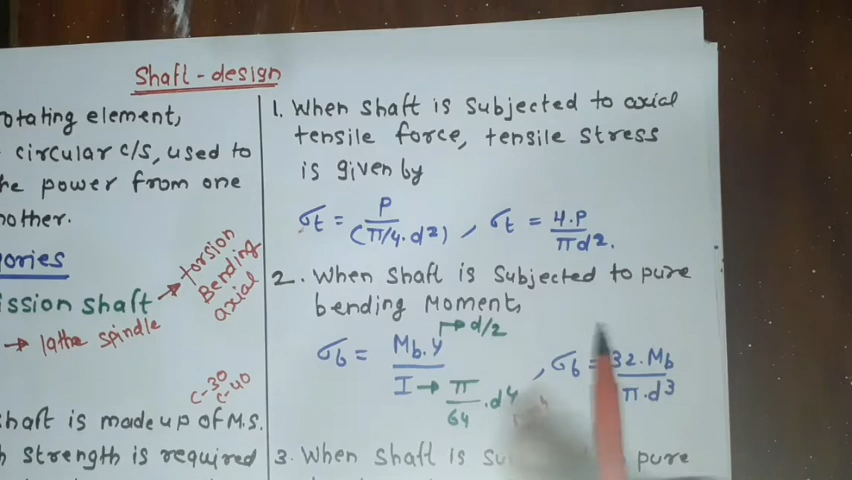 Shaft-design
otating element,
circular c/s, used to
he power from one
nother.
ories
ission shaft → torsion
Bending
axial
→ lathe spindle
C-30
C-40
haft is made up of M.S.
h strength is required
1. When shaft is subjected to axial
tensile force, tensile stress
is given by
σt = P/(π/4.d2), σt = 4.P/πd2.
2. When shaft is subjected to pure
bending Moment,
σb = Mb.y/I, σb = 32.Mb/π.d3
→ d/2
→ π/64 .d4
3. When shaft is su pure